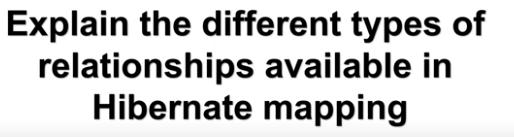 Explain the different types of
relationships available in
Hibernate mapping